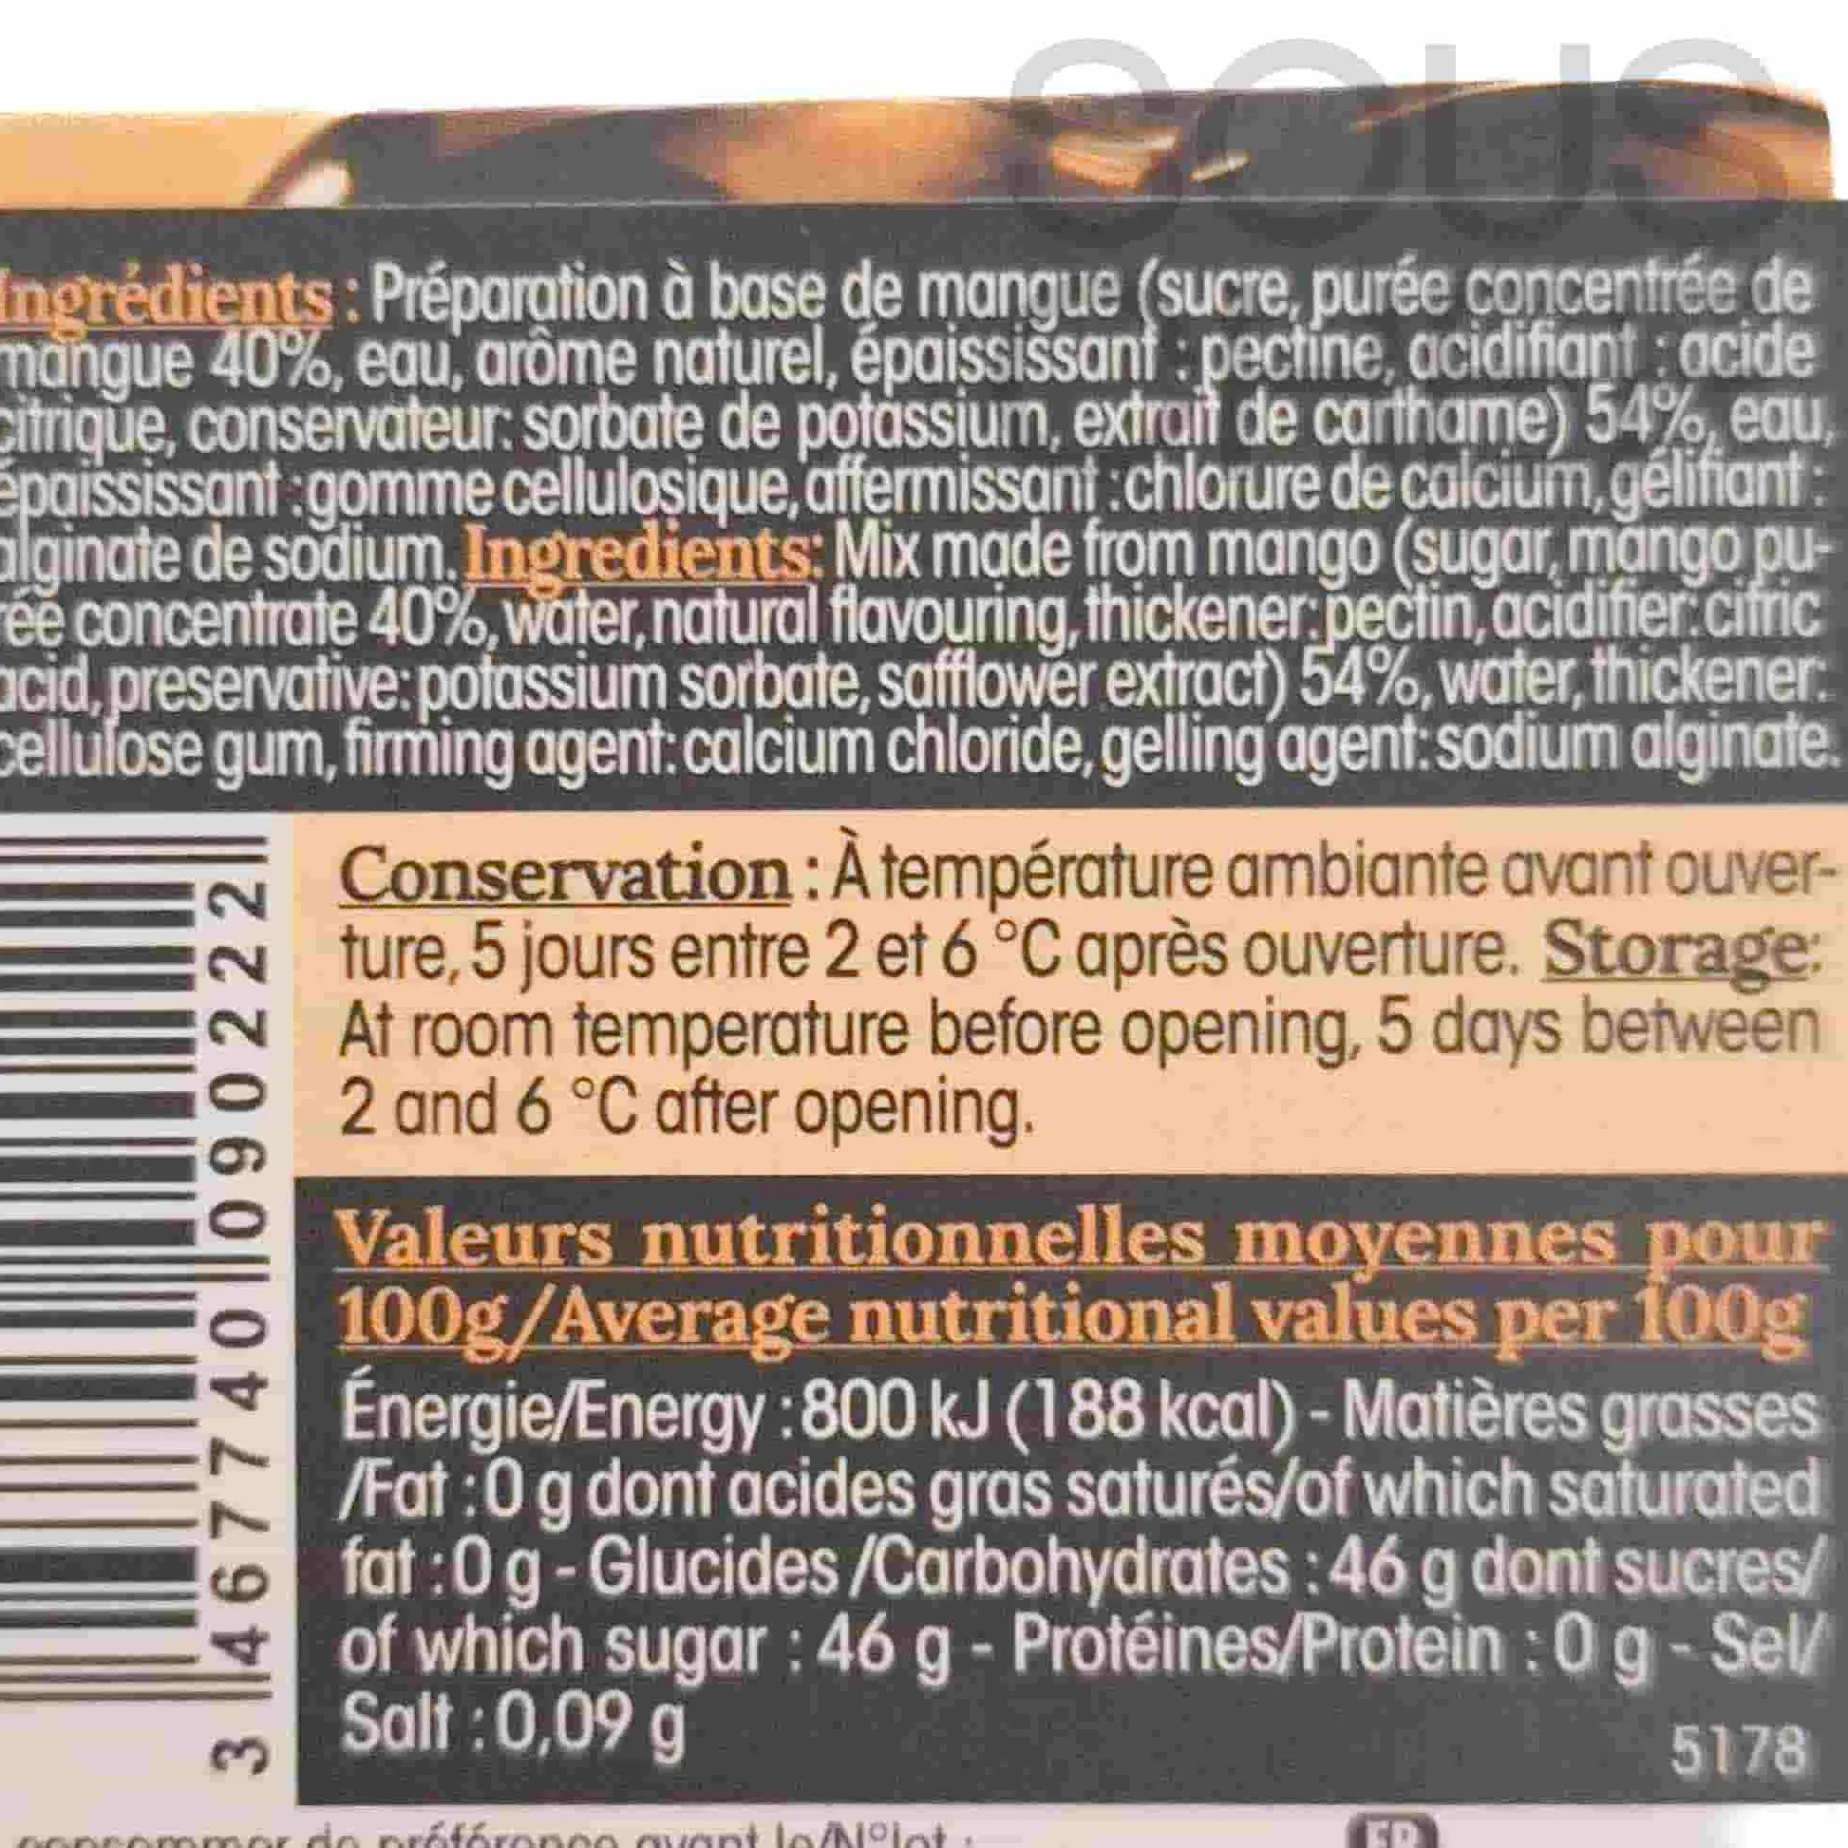 sous
Ingrédients : Préparation à base de mangue (sucre, purée concentrée de
mangue 40%, eau, arôme naturel, épaississant : pectine, acidifiant : acide
citrique, conservateur: sorbate de potassium, extrait de carthame) 54%, eau,
épaississant : gomme cellulosique, affermissant : chlorure de calcium, gélifiant :
alginate de sodium. Ingredients: Mix made from mango (sugar, mango pu-
rée concentrate 40%, water, natural flavouring, thickener: pectin, acidifier: citric
acid, preservative: potassium sorbate, safflower extract) 54%, water, thickener:
cellulose gum, firming agent: calcium chloride, gelling agent: sodium alginate.
Conservation : À température ambiante avant ouver-
ture, 5 jours entre 2 et 6 °C après ouverture. Storage:
At room temperature before opening, 5 days between
2 and 6 °C after opening.
Valeurs nutritionnelles moyennes pour
100g/Average nutritional values per 100g
Énergie/Energy : 800 kJ (188 kcal) - Matières grasses
/Fat : 0 g dont acides gras saturés/of which saturated
fat : 0 g - Glucides /Carbohydrates : 46 g dont sucres/
of which sugar : 46 g - Protéines/Protein : 0 g - Sel/
Salt : 0,09 g
5178
3 467740 090222
consommer de préférence avant le/N°lot :
EP